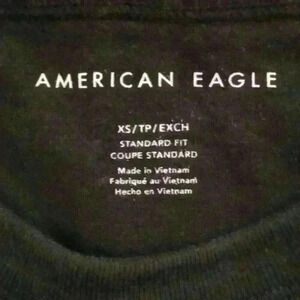 AMERICAN EAGLE
XS/TP/EXCH
STANDARD FIT
COUPE STANDARD
Made in Vietnam
Fabriqué au Vietnam
Hecho en Vietnam